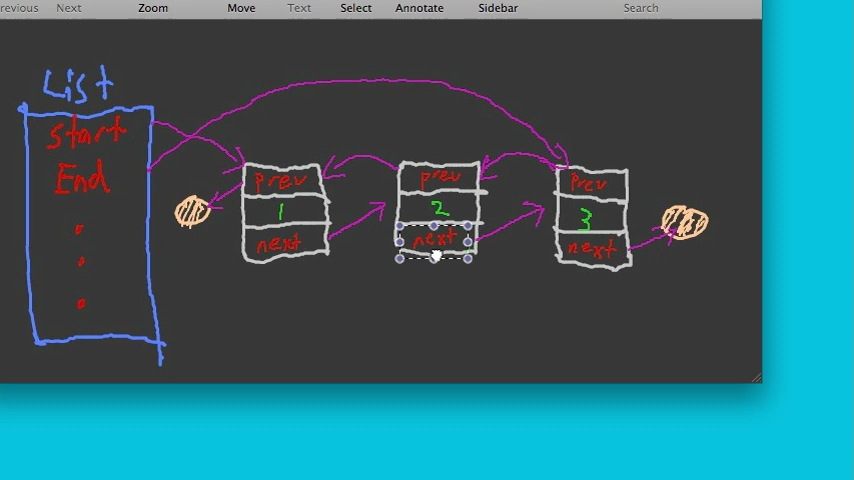 revious Next Zoom Move Text Select Annotate Sidebar Search
List
Start
End
prev
1
next
prev
2
next
prev
3
next